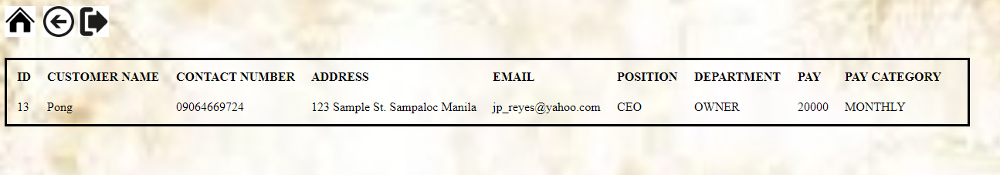 ID CUSTOMER NAME CONTACT NUMBER ADDRESS EMAIL POSITION DEPARTMENT PAY PAY CATEGORY
13 Pong 09064669724 123 Sample St. Sampaloc Manila jp_reyes@yahoo.com CEO OWNER 20000 MONTHLY